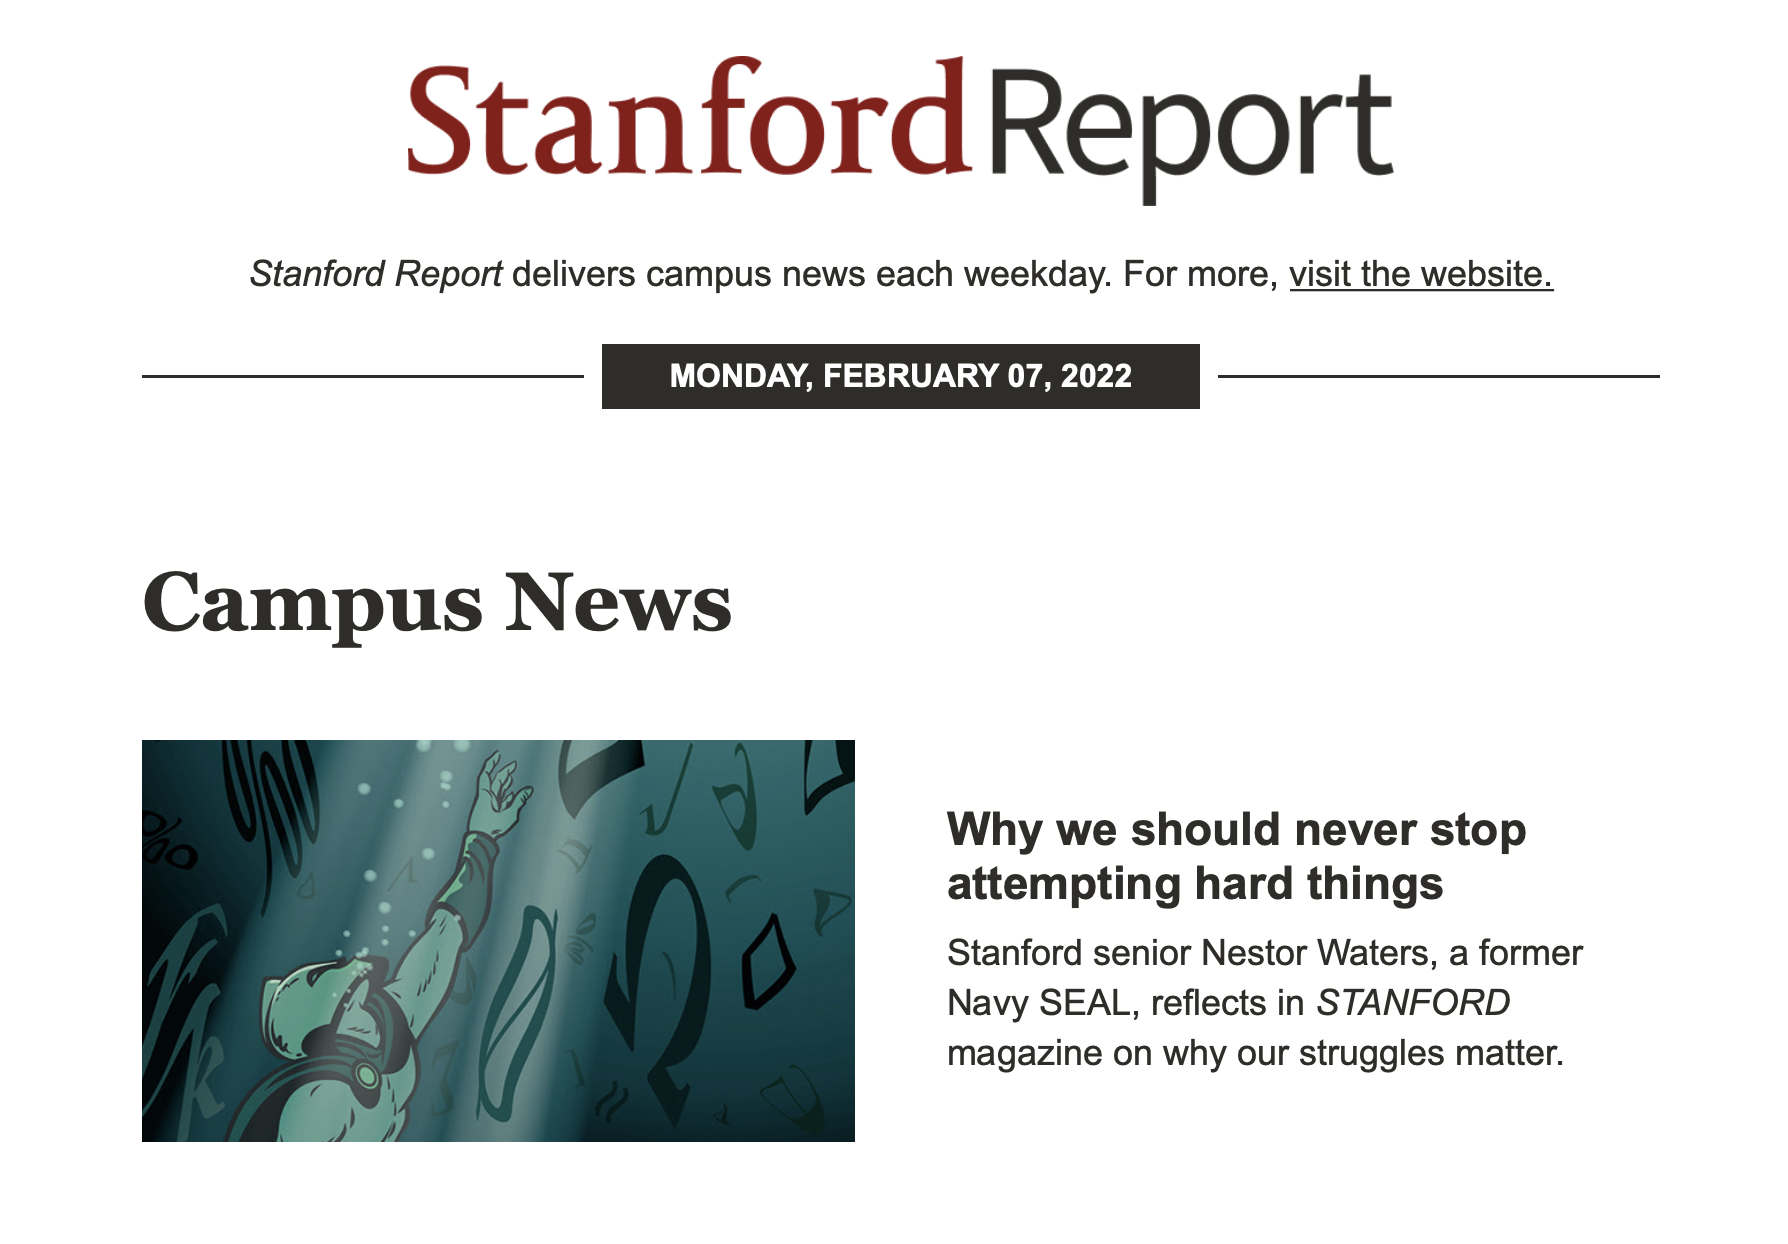 Stanford Report
Stanford Report delivers campus news each weekday. For more, visit the website.
MONDAY, FEBRUARY 07, 2022
Campus News
Why we should never stop
attempting hard things
Stanford senior Nestor Waters, a former
Navy SEAL, reflects in STANFORD
magazine on why our struggles matter.